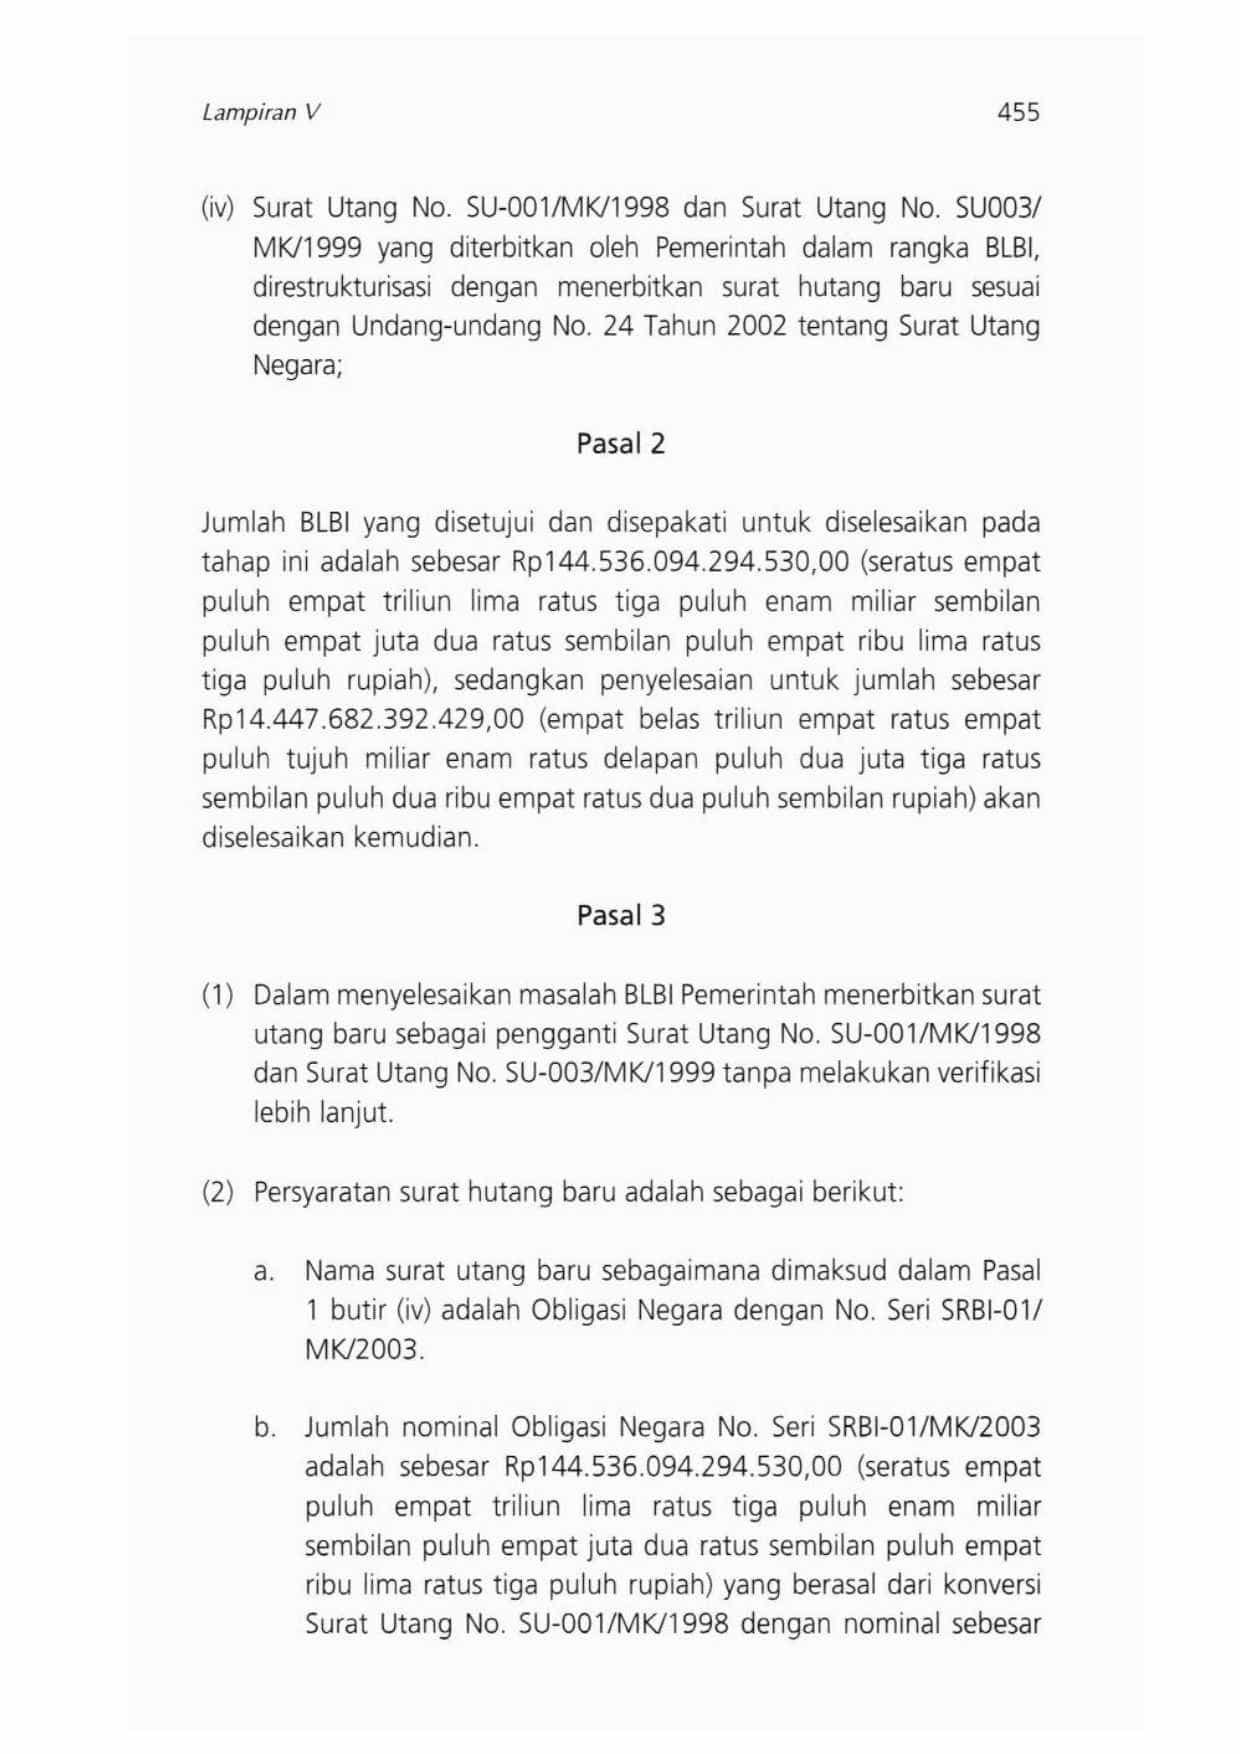 Lampiran V 455
(iv) Surat Utang No. SU-001/MK/1998 dan Surat Utang No. SU003/
MK/1999 yang diterbitkan oleh Pemerintah dalam rangka BLBI,
direstrukturisasi dengan menerbitkan surat hutang baru sesuai
dengan Undang-undang No. 24 Tahun 2002 tentang Surat Utang
Negara;
Pasal 2
Jumlah BLBI yang disetujui dan disepakati untuk diselesaikan pada
tahap ini adalah sebesar Rp144.536.094.294.530,00 (seratus empat
puluh empat triliun lima ratus tiga puluh enam miliar sembilan
puluh empat juta dua ratus sembilan puluh empat ribu lima ratus
tiga puluh rupiah), sedangkan penyelesaian untuk jumlah sebesar
Rp14.447.682.392.429,00 (empat belas triliun empat ratus empat
puluh tujuh miliar enam ratus delapan puluh dua juta tiga ratus
sembilan puluh dua ribu empat ratus dua puluh sembilan rupiah) akan
diselesaikan kemudian.
Pasal 3
(1) Dalam menyelesaikan masalah BLBI Pemerintah menerbitkan surat
utang baru sebagai pengganti Surat Utang No. SU-001/MK/1998
dan Surat Utang No. SU-003/MK/1999 tanpa melakukan verifikasi
lebih lanjut.
(2) Persyaratan surat hutang baru adalah sebagai berikut:
a. Nama surat utang baru sebagaimana dimaksud dalam Pasal
1 butir (iv) adalah Obligasi Negara dengan No. Seri SRBI-01/
MK/2003.
b. Jumlah nominal Obligasi Negara No. Seri SRBI-01/MK/2003
adalah sebesar Rp144.536.094.294.530,00 (seratus empat
puluh empat triliun lima ratus tiga puluh enam miliar
sembilan puluh empat juta dua ratus sembilan puluh empat
ribu lima ratus tiga puluh rupiah) yang berasal dari konversi
Surat Utang No. SU-001/MK/1998 dengan nominal sebesar